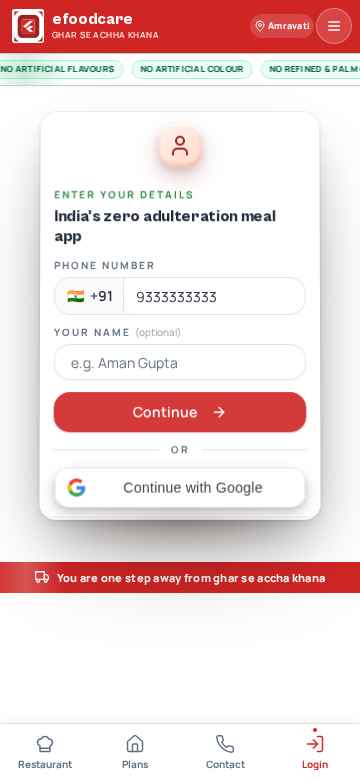 efoodcare
GHAR SE ACHHA KHANA
Amravati
NO ARTIFICIAL FLAVOURS
NO ARTIFICIAL COLOUR
NO REFINED & PALM
ENTER YOUR DETAILS
India's zero adulteration meal
app
PHONE NUMBER
+91 9333333333
YOUR NAME (optional)
e.g. Aman Gupta
Continue
OR
Continue with Google
You are one step away from ghar se accha khana
Restaurant
Plans
Contact
Login